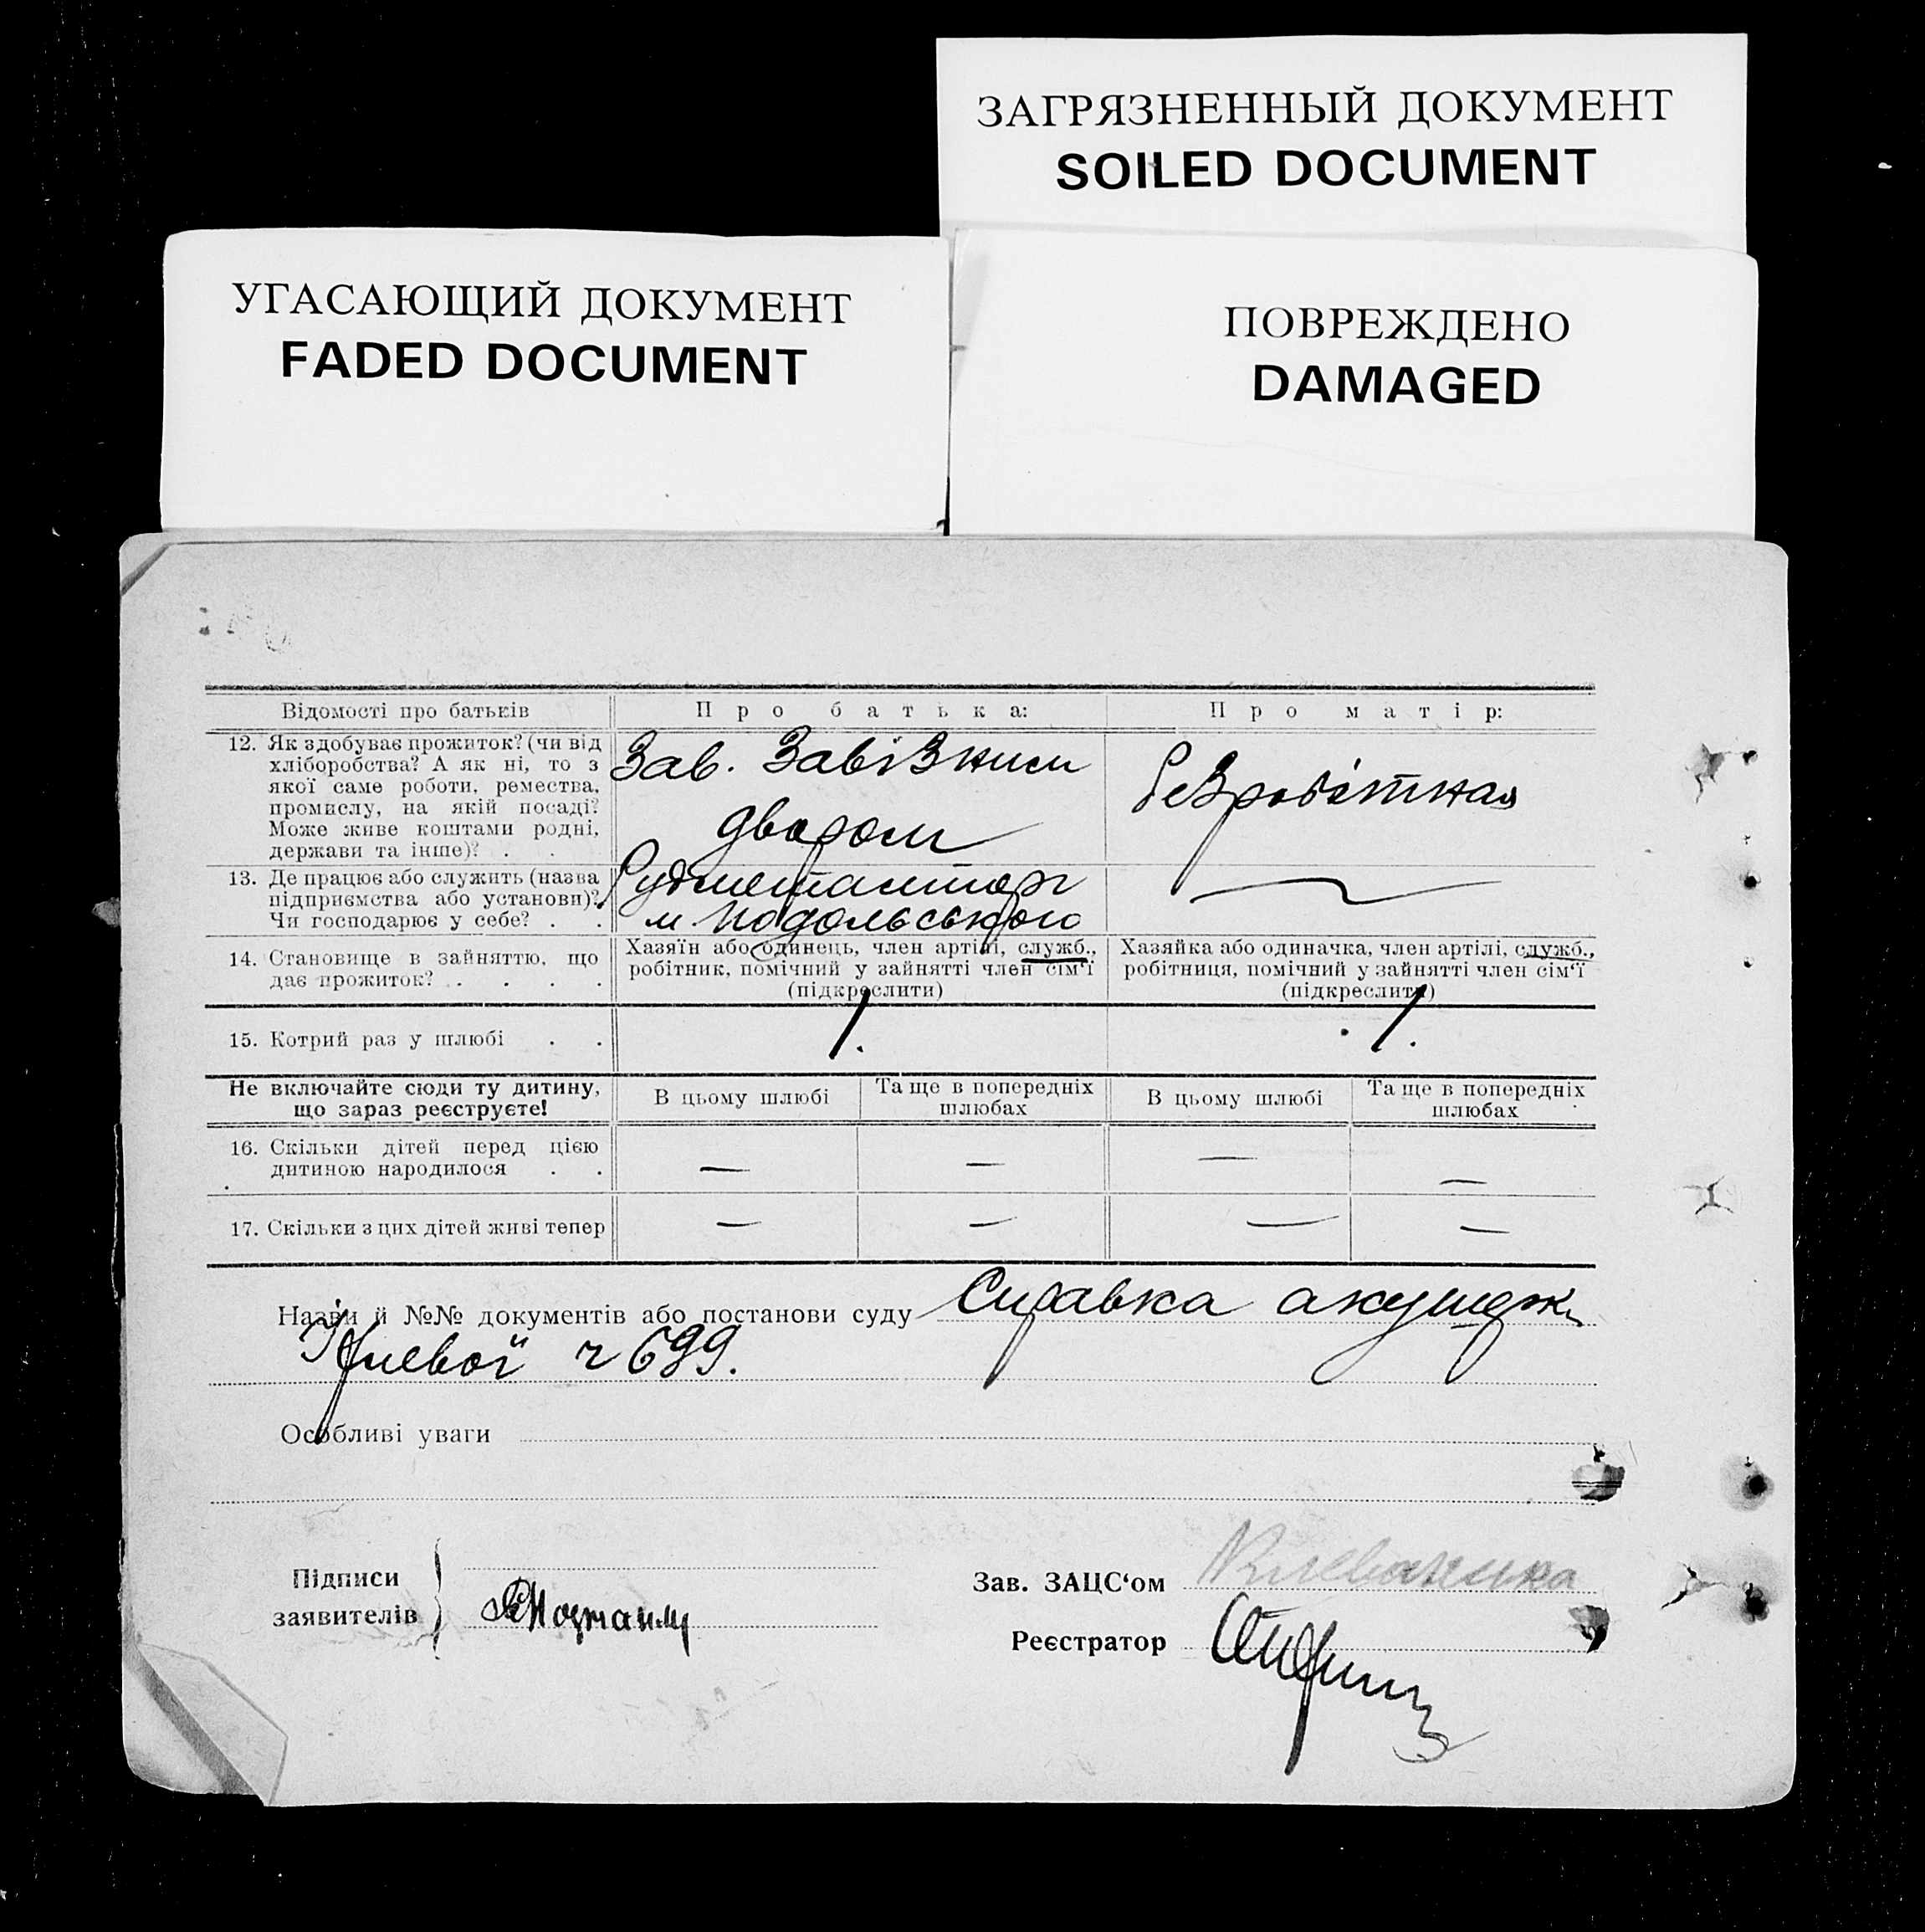 ЗАГРЯЗНЕННЫЙ ДОКУМЕНТ
SOILED DOCUMENT
УГАСАЮЩИЙ ДОКУМЕНТ
FADED DOCUMENT
ПОВРЕЖДЕНО
DAMAGED
Відомості про батьків
Про батька:
Про матір:
12. Як здобуває прожиток? (чи від
хліборобства? А як ні, то з
якої саме роботи, ремества,
промислу, на якій посаді?
Може живе коштами родні,
держави та інше)? . .
Зав. Завізним
двором
безробітная
13. Де працює або служить (назва
підприємства або установи)?
Чи господарює у себе? . .
14. Становище в зайняттю, що
дає прожиток? . . . .
Хазяїн або одинець, член артілі, служб.,
робітник, помічний у зайнятті член сім'ї
(підкреслити)
Хазяйка або одиначка, член артілі, служб.,
робітниця, помічний у зайнятті член сім'ї
(підкреслити)
15. Котрий раз у шлюбі . .
1.
1.
Не включайте сюди ту дитину,
що зараз реєструєте!
В цьому шлюбі
Та ще в попередніх
шлюбах
В цьому шлюбі
Та ще в попередніх
шлюбах
16. Скільки дітей перед цією
дитиною народилося . .
— — — —
17. Скільки з цих дітей живі тепер
— — — —
Назви й №№ документів або постанови суду Справка акушерки
ч 699.
Особливі уваги
Підписи
заявителів
Зав. ЗАЦС'ом
Реєстратор